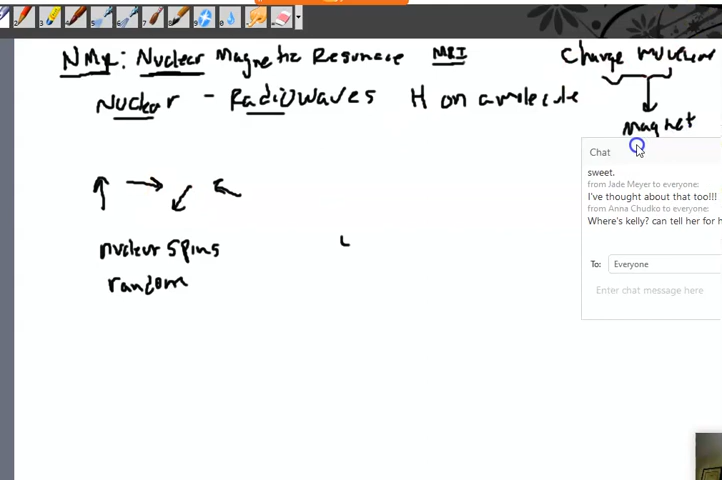 NMR: Nuclear Magnetic Resonance MRI
Charge
Nuclear - Radiowaves H on a molecule
magnet
Chat
sweet.
from Jade Meyer to everyone:
I've thought about that too!!!
from Anna Chudko to everyone:
Where's kelly? can tell her for h
To: Everyone
Enter chat message here
nuclear spins
random